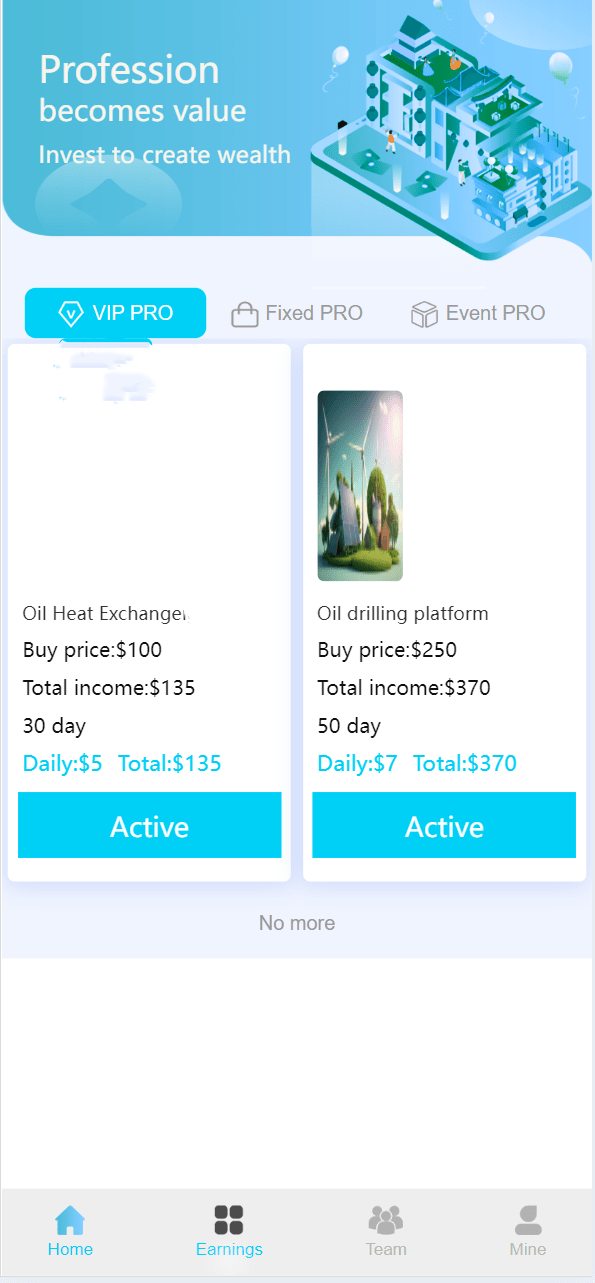 Profession
becomes value
Invest to create wealth
VIP PRO
Fixed PRO
Event PRO
Oil Heat Exchanger
Buy price:$100
Total income:$135
30 day
Daily:$5 Total:$135
Active
Oil drilling platform
Buy price:$250
Total income:$370
50 day
Daily:$7 Total:$370
Active
No more
Home
Earnings
Team
Mine